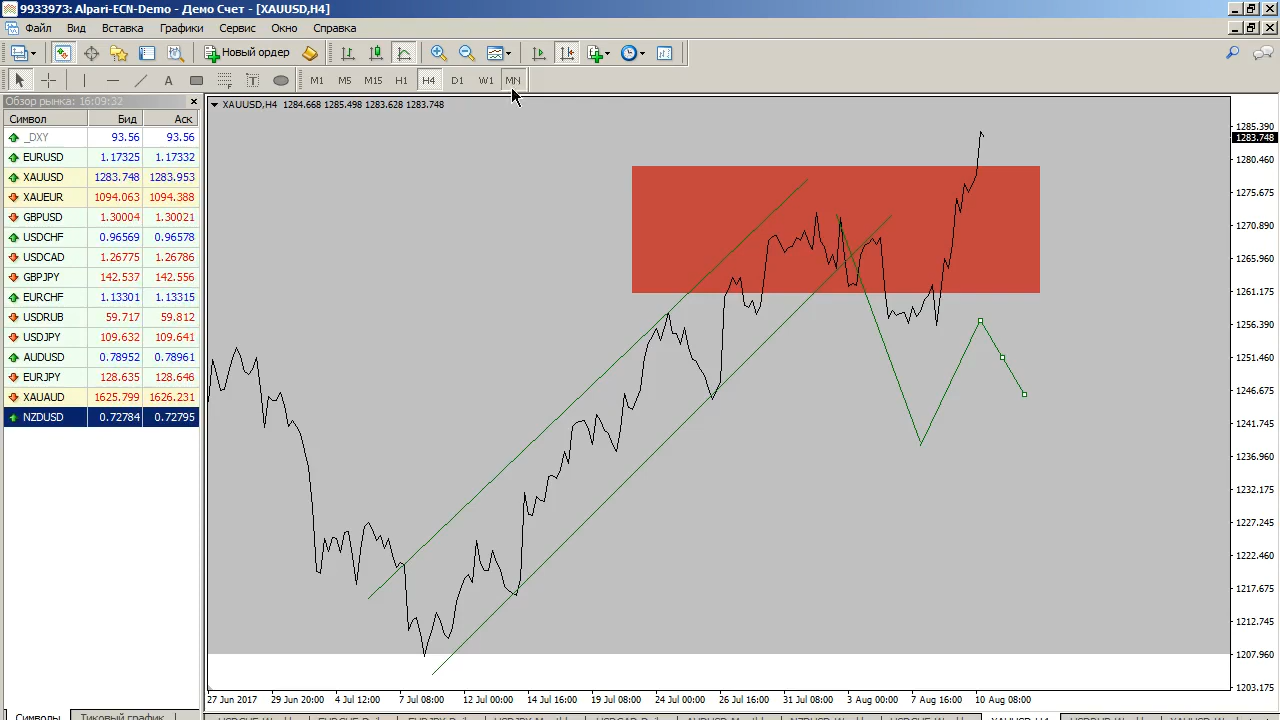 9933973: Alpari-ECN-Demo - Демо Счет - [XAUUSD,H4]
Файл Вид Вставка Графики Сервис Окно Справка
Новый ордер
A T M1 M5 M15 H1 H4 D1 W1 MN
Обзор рынка: 16:09:32
Символ Бид Аск
_DXY 93.56 93.56
EURUSD 1.17325 1.17332
XAUUSD 1283.748 1283.953
XAUEUR 1094.063 1094.388
GBPUSD 1.30004 1.30021
USDCHF 0.96569 0.96578
USDCAD 1.26775 1.26786
GBPJPY 142.537 142.556
EURCHF 1.13301 1.13315
USDRUB 59.717 59.812
USDJPY 109.632 109.641
AUDUSD 0.78952 0.78961
EURJPY 128.635 128.646
XAUAUD 1625.799 1626.231
NZDUSD 0.72784 0.72795
Символы Тиковый график
XAUUSD,H4 1284.668 1285.498 1283.628 1283.748
1285.390
1283.748
1280.460
1275.675
1270.890
1265.960
1261.175
1256.390
1251.460
1246.675
1241.745
1236.960
1232.175
1227.245
1222.460
1217.675
1212.745
1207.960
1203.175
27 Jun 2017 29 Jun 20:00 4 Jul 12:00 7 Jul 08:00 12 Jul 00:00 14 Jul 16:00 19 Jul 08:00 24 Jul 00:00 26 Jul 16:00 31 Jul 08:00 3 Aug 00:00 7 Aug 16:00 10 Aug 08:00